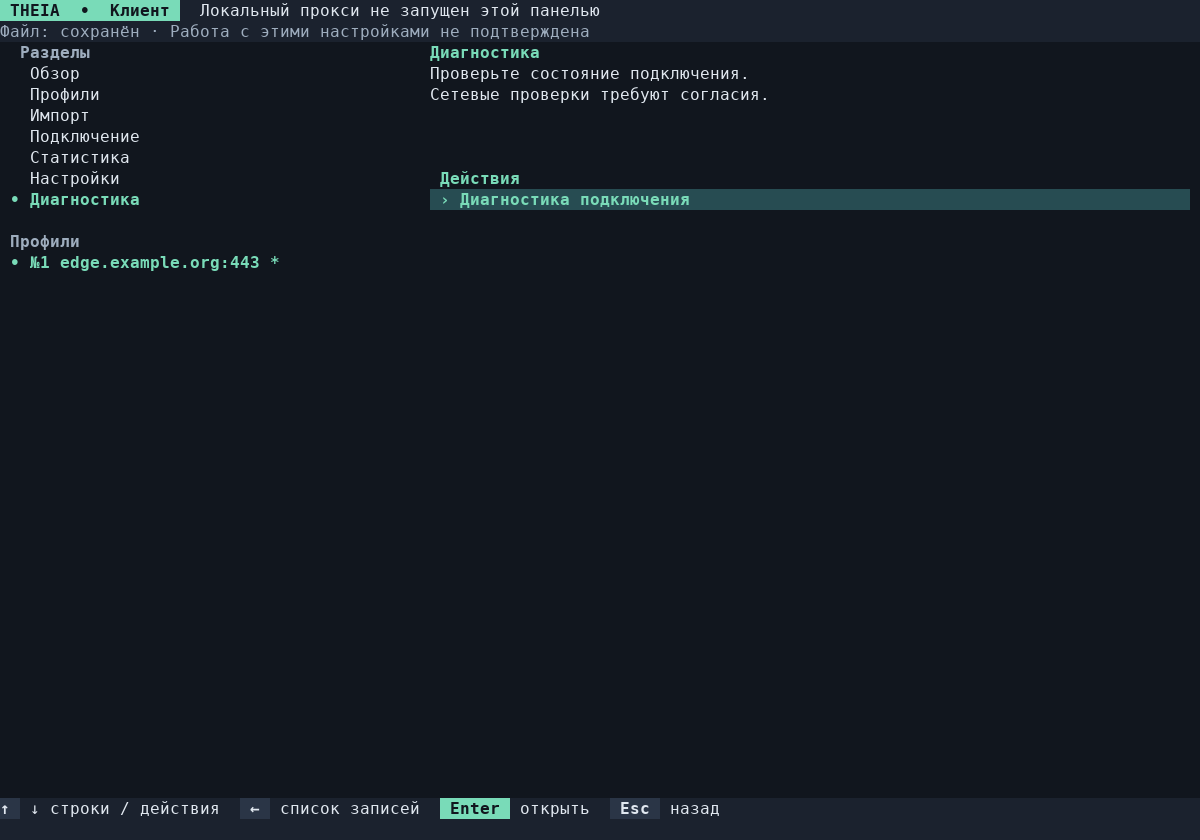 THEIA • Клиент Локальный прокси не запущен этой панелью
Файл: сохранён · Работа с этими настройками не подтверждена
Разделы
Обзор
Профили
Импорт
Подключение
Статистика
Настройки
• Диагностика
Профили
• №1 edge.example.org:443 *
Диагностика
Проверьте состояние подключения.
Сетевые проверки требуют согласия.
Действия
› Диагностика подключения
↑ ↓ строки / действия ← список записей Enter открыть Esc назад